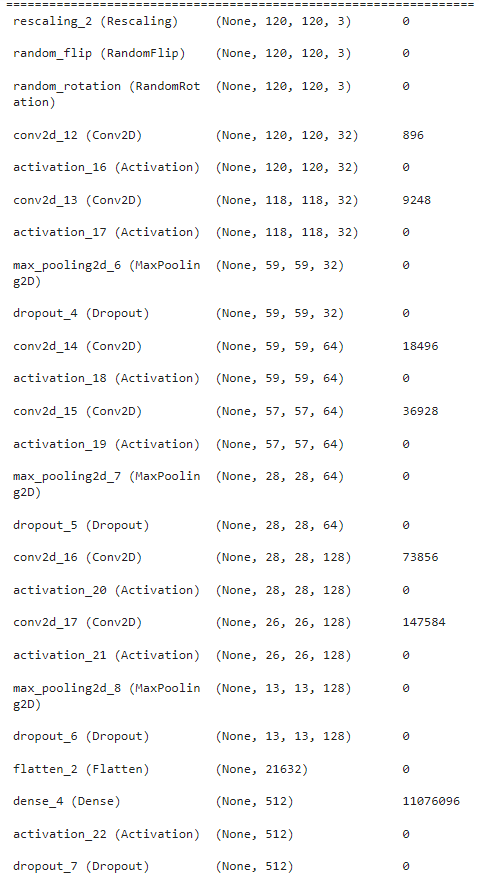 =================================================================
rescaling_2 (Rescaling) (None, 120, 120, 3) 0
random_flip (RandomFlip) (None, 120, 120, 3) 0
random_rotation (RandomRot (None, 120, 120, 3) 0
ation)
conv2d_12 (Conv2D) (None, 120, 120, 32) 896
activation_16 (Activation) (None, 120, 120, 32) 0
conv2d_13 (Conv2D) (None, 118, 118, 32) 9248
activation_17 (Activation) (None, 118, 118, 32) 0
max_pooling2d_6 (MaxPoolin (None, 59, 59, 32) 0
g2D)
dropout_4 (Dropout) (None, 59, 59, 32) 0
conv2d_14 (Conv2D) (None, 59, 59, 64) 18496
activation_18 (Activation) (None, 59, 59, 64) 0
conv2d_15 (Conv2D) (None, 57, 57, 64) 36928
activation_19 (Activation) (None, 57, 57, 64) 0
max_pooling2d_7 (MaxPoolin (None, 28, 28, 64) 0
g2D)
dropout_5 (Dropout) (None, 28, 28, 64) 0
conv2d_16 (Conv2D) (None, 28, 28, 128) 73856
activation_20 (Activation) (None, 28, 28, 128) 0
conv2d_17 (Conv2D) (None, 26, 26, 128) 147584
activation_21 (Activation) (None, 26, 26, 128) 0
max_pooling2d_8 (MaxPoolin (None, 13, 13, 128) 0
g2D)
dropout_6 (Dropout) (None, 13, 13, 128) 0
flatten_2 (Flatten) (None, 21632) 0
dense_4 (Dense) (None, 512) 11076096
activation_22 (Activation) (None, 512) 0
dropout_7 (Dropout) (None, 512) 0